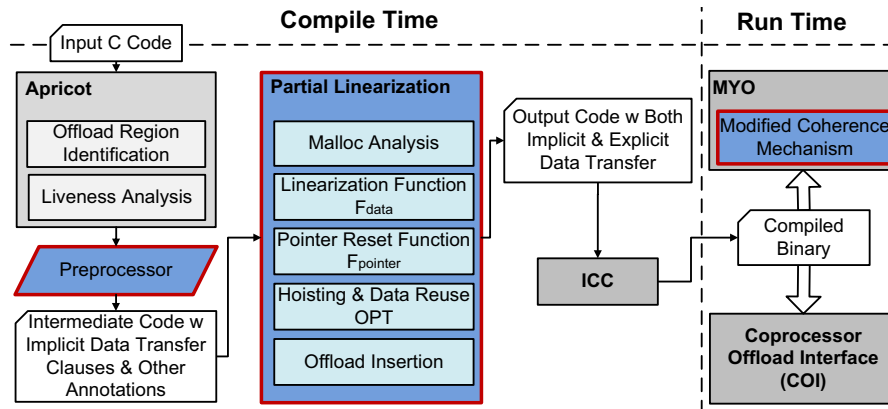 Compile Time
Run Time
Input C Code
Apricot
Offload Region
Identification
Liveness Analysis
Preprocessor
Intermediate Code w
Implicit Data Transfer
Clauses & Other
Annotations
Partial Linearization
Malloc Analysis
Linearization Function
Fdata
Pointer Reset Function
Fpointer
Hoisting & Data Reuse
OPT
Offload Insertion
Output Code w Both
Implicit & Explicit
Data Transfer
ICC
MYO
Modified Coherence
Mechanism
Compiled
Binary
Coprocessor
Offload Interface
(COI)